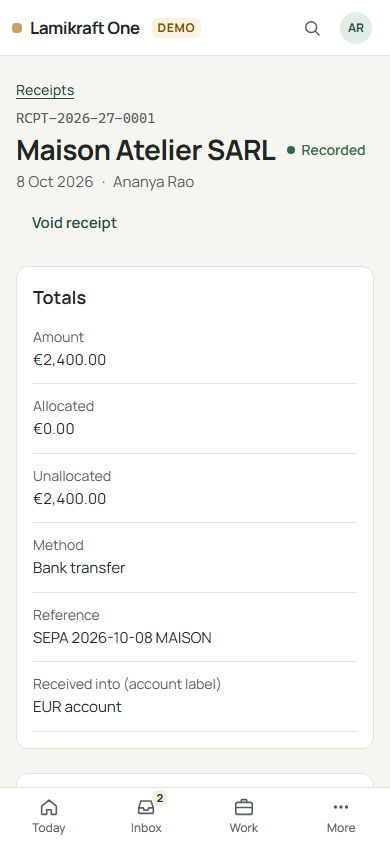 Lamikraft One DEMO AR
Receipts
RCPT-2026-27-0001
Maison Atelier SARL Recorded
8 Oct 2026 · Ananya Rao
Void receipt
Totals
Amount
€2,400.00
Allocated
€0.00
Unallocated
€2,400.00
Method
Bank transfer
Reference
SEPA 2026-10-08 MAISON
Received into (account label)
EUR account
2
Today Inbox Work More